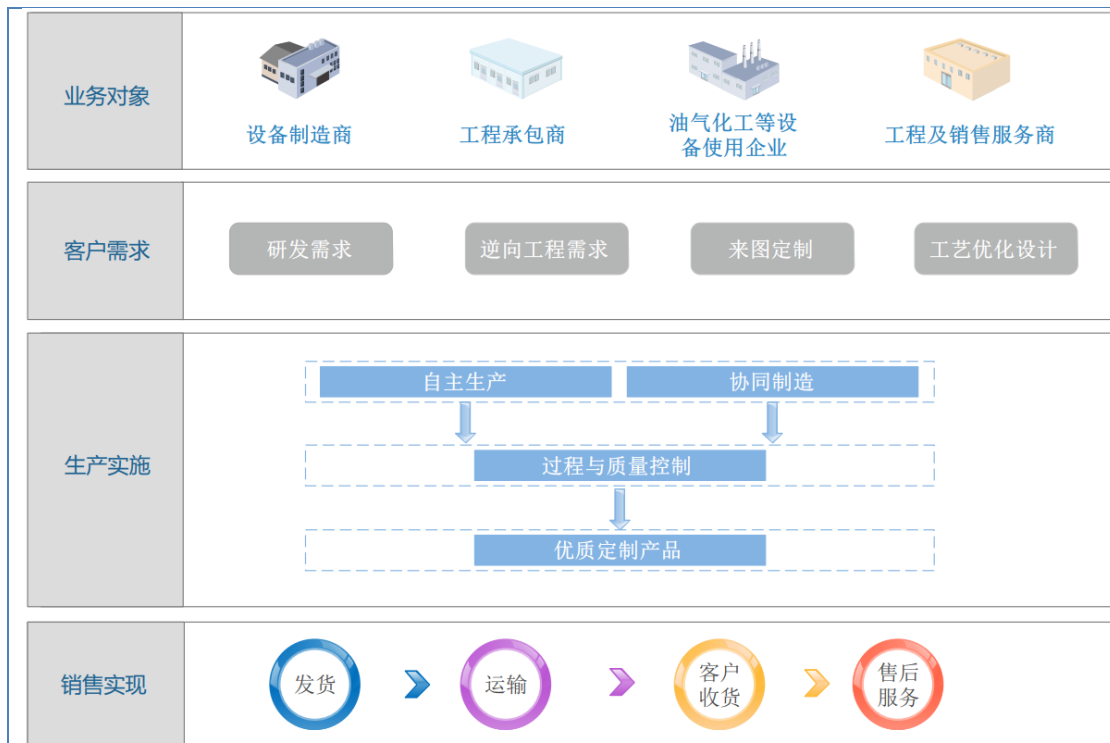 业务对象
设备制造商
工程承包商
油气化工等设
备使用企业
工程及销售服务商
客户需求
研发需求
逆向工程需求
来图定制
工艺优化设计
生产实施
自主生产
协同制造
过程与质量控制
优质定制产品
销售实现
发货
运输
客户
收货
售后
服务